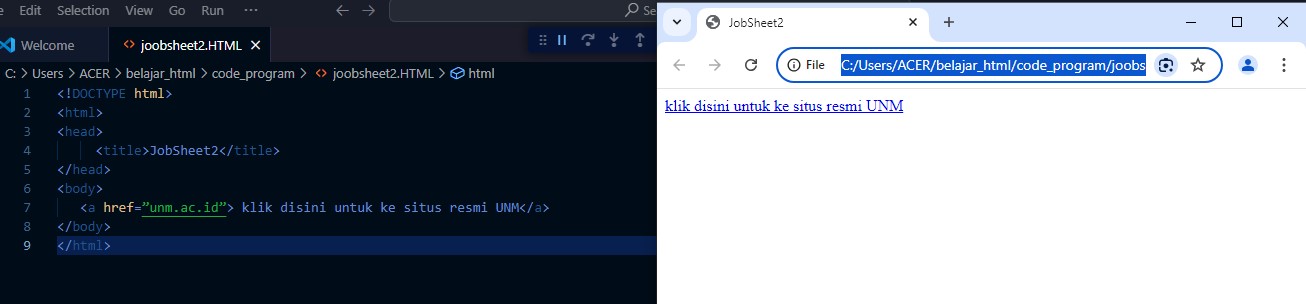 Edit Selection View Go Run ··· Se
Welcome joobsheet2.HTML
C: > Users > ACER > belajar_html > code_program > joobsheet2.HTML > html
1 <!DOCTYPE html>
2 <html>
3 <head>
4 <title>JobSheet2</title>
5 </head>
6 <body>
7 <a href=”unm.ac.id”> klik disini untuk ke situs resmi UNM</a>
8 </body>
9 </html>
JobSheet2
File C:/Users/ACER/belajar_html/code_program/joobs
klik disini untuk ke situs resmi UNM